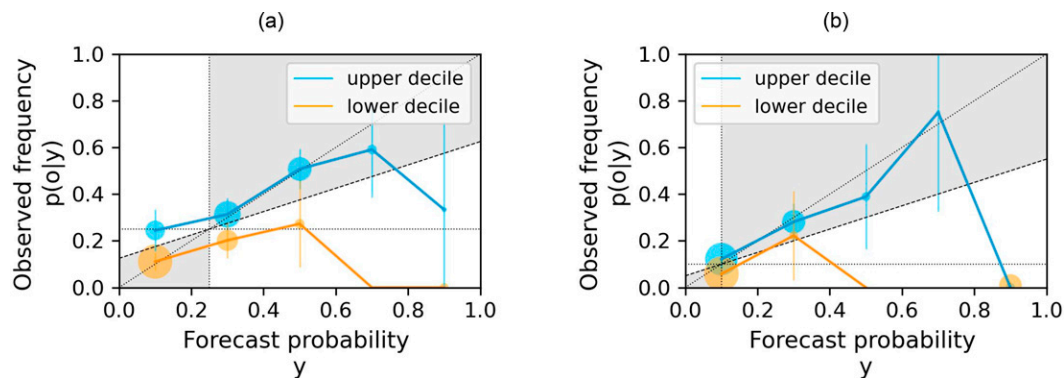 (a)
1.0
0.8
0.6
0.4
0.2
0.0
Observed frequency
p(o|y)
upper decile
lower decile
0.0 0.2 0.4 0.6 0.8 1.0
Forecast probability
y
(b)
1.0
0.8
0.6
0.4
0.2
0.0
Observed frequency
p(o|y)
upper decile
lower decile
0.0 0.2 0.4 0.6 0.8 1.0
Forecast probability
y